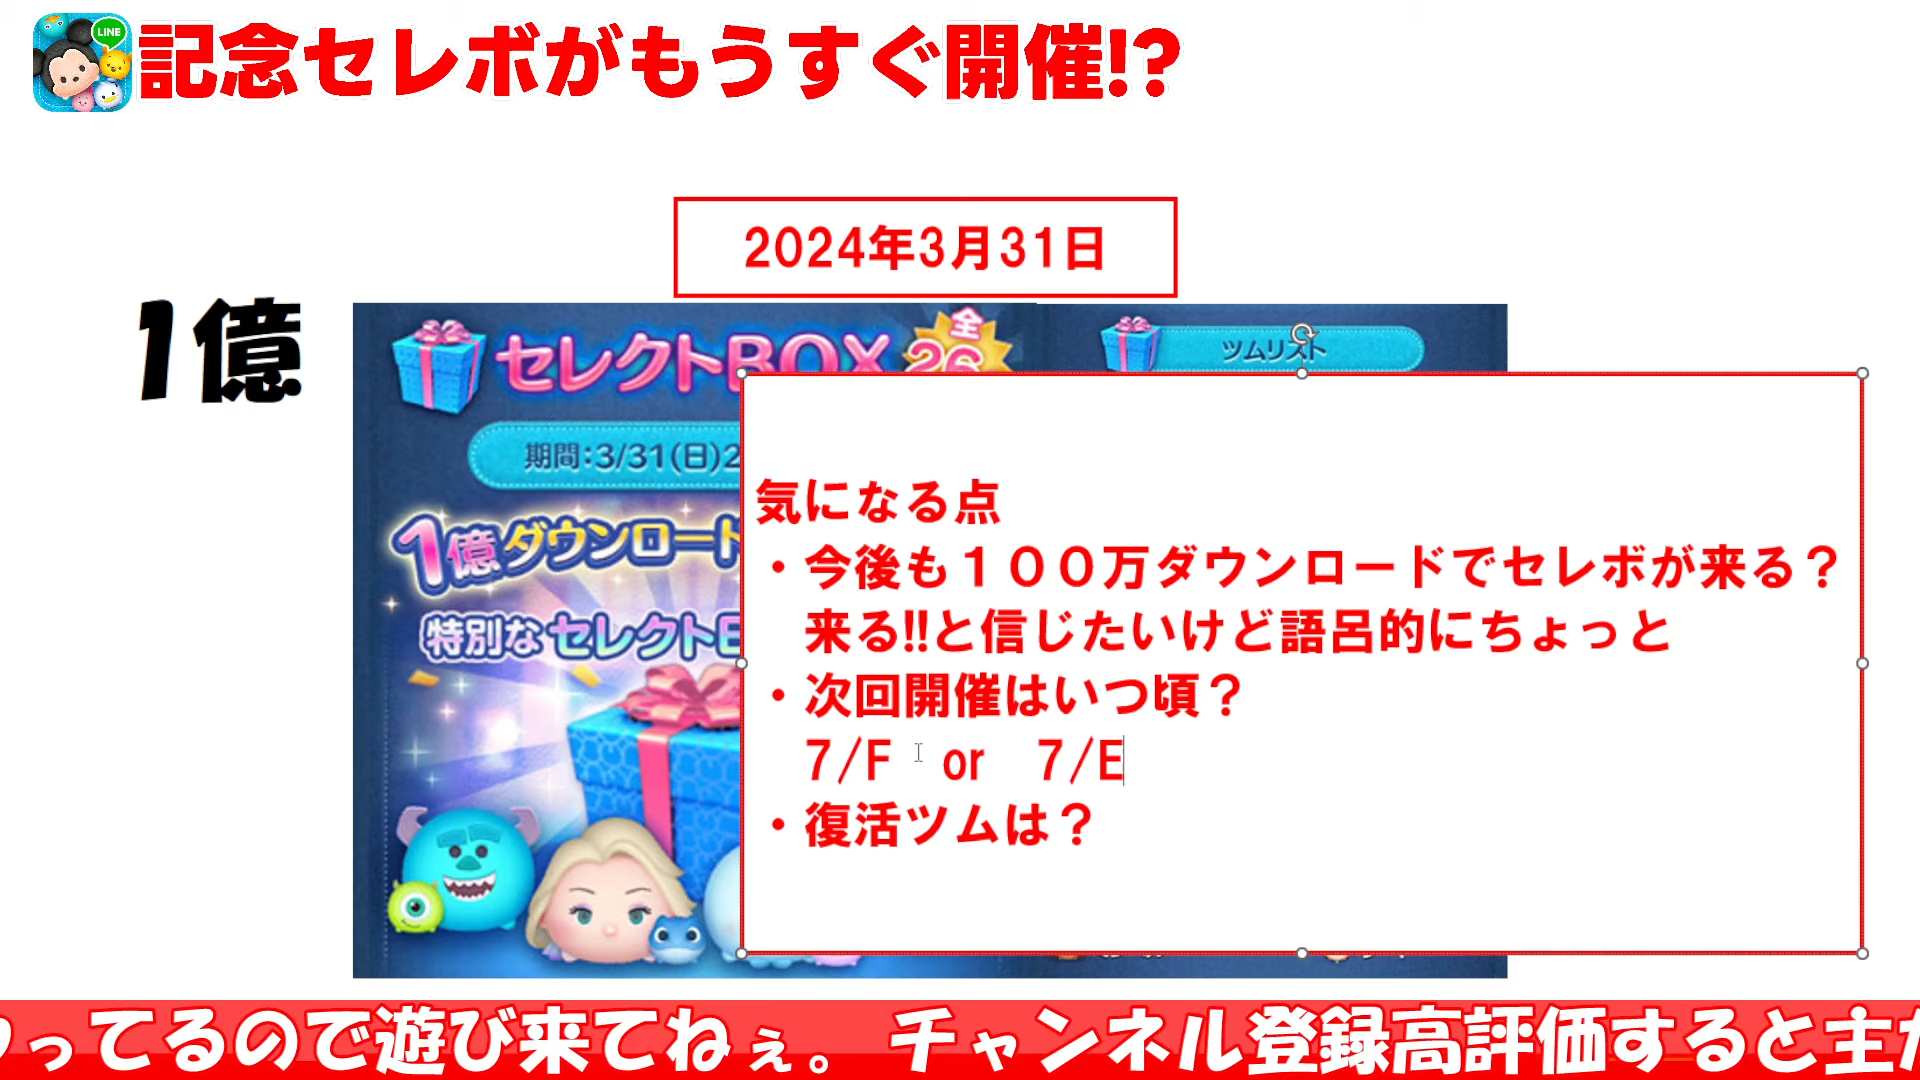 LINE
記念セレボがもうすぐ開催!?
2024年3月31日
1億
セレクトBOX
全
26
ツムリスト
期間:3/31(日)2
1億ダウンロード
特別なセレクトB
気になる点
・今後も１００万ダウンロードでセレボが来る？
来る!!と信じたいけど語呂的にちょっと
・次回開催はいつ頃？
7/F　or　7/E
・復活ツムは？
ってるので遊び来てねぇ。 チャンネル登録高評価すると主